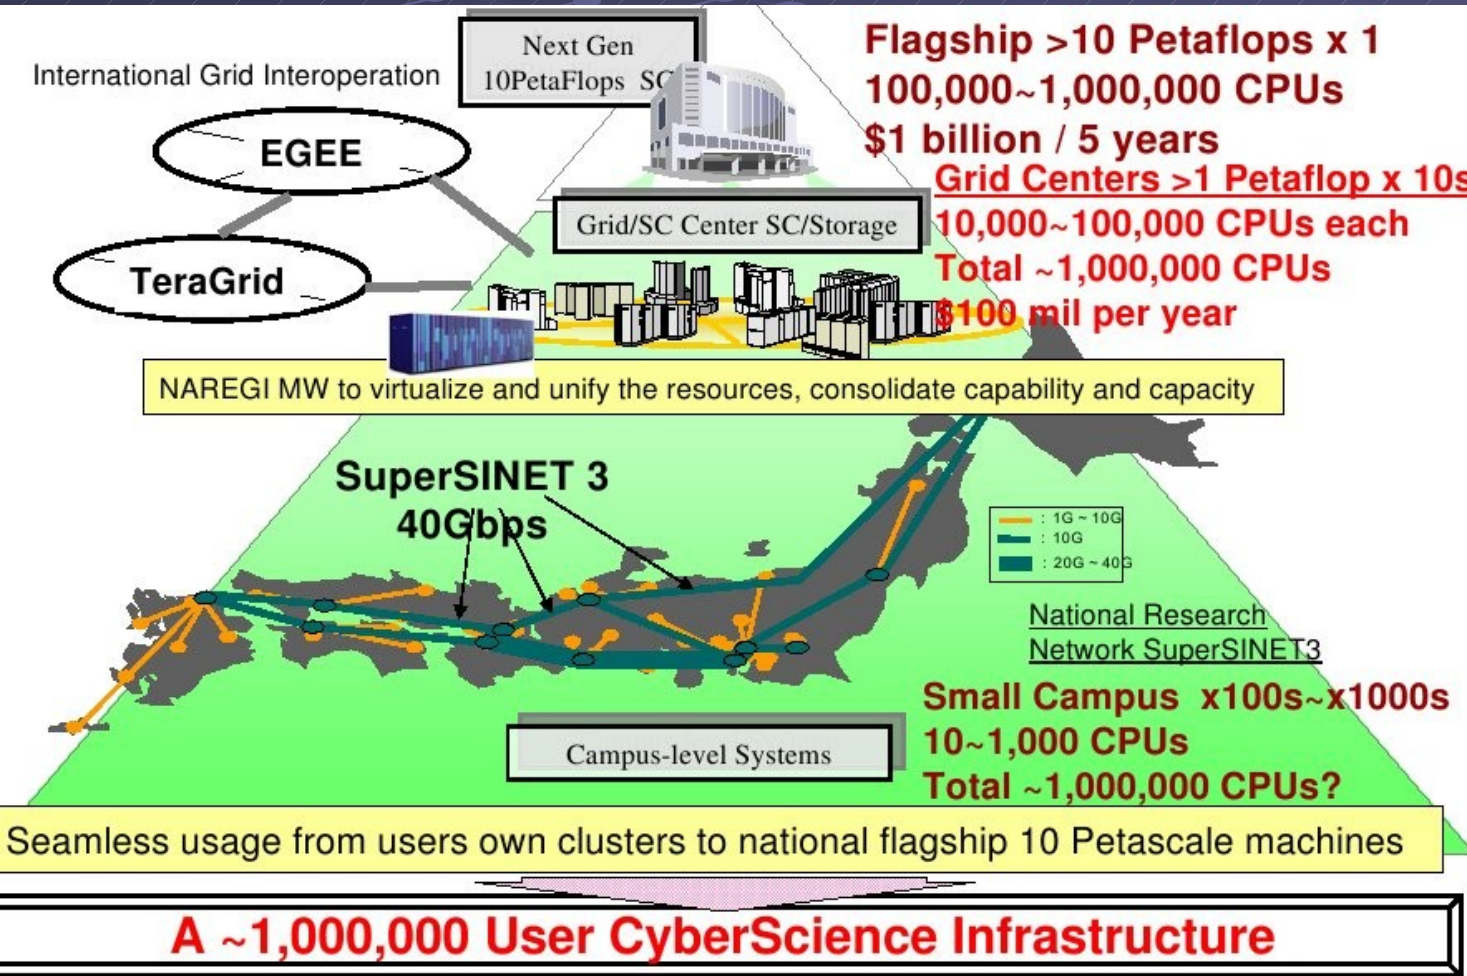 International Grid Interoperation
EGEE
TeraGrid
Next Gen
10PetaFlops SC
Flagship >10 Petaflops x 1
100,000~1,000,000 CPUs
$1 billion / 5 years
Grid Centers >1 Petaflop x 10s
10,000~100,000 CPUs each
Total ~1,000,000 CPUs
$100 mil per year
Grid/SC Center SC/Storage
NAREGI MW to virtualize and unify the resources, consolidate capability and capacity
SuperSINET 3
40Gbps
: 1G ~ 10G
: 10G
: 20G ~ 40G
National Research
Network SuperSINET3
Small Campus x100s~x1000s
10~1,000 CPUs
Total ~1,000,000 CPUs?
Campus-level Systems
Seamless usage from users own clusters to national flagship 10 Petascale machines
A ~1,000,000 User CyberScience Infrastructure